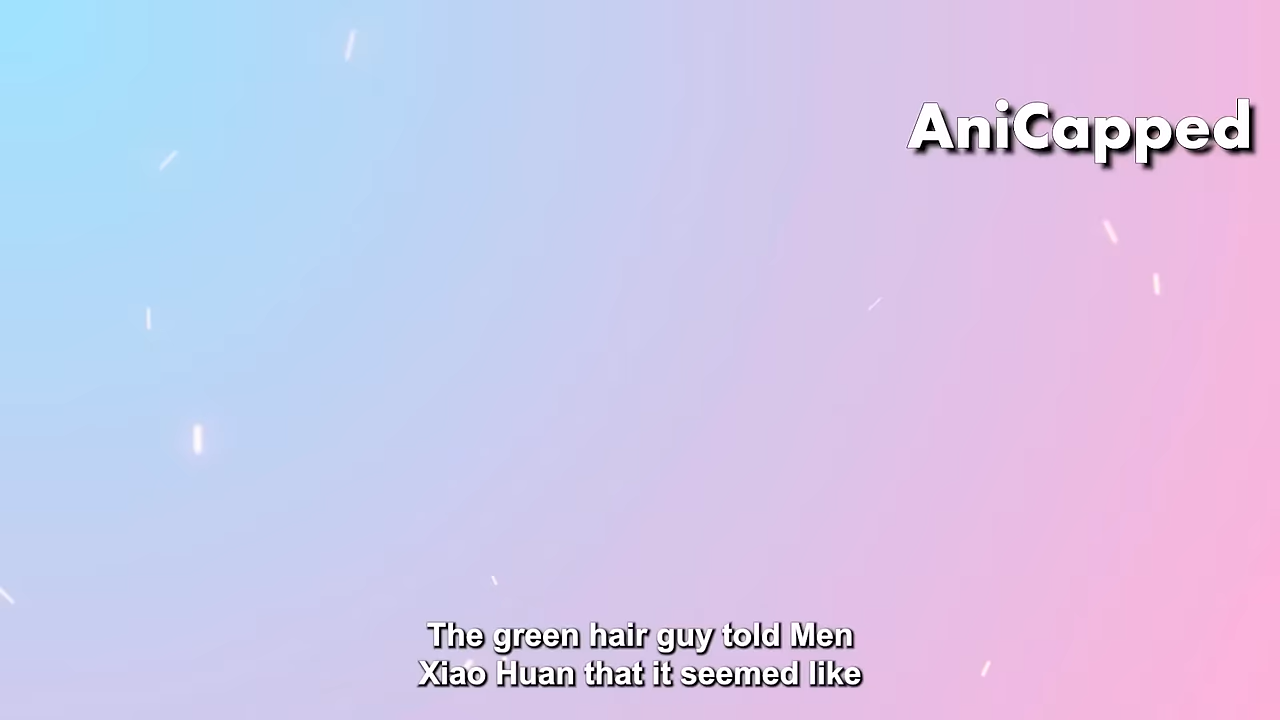 AniCapped
The green hair guy told Men
Xiao Huan that it seemed like